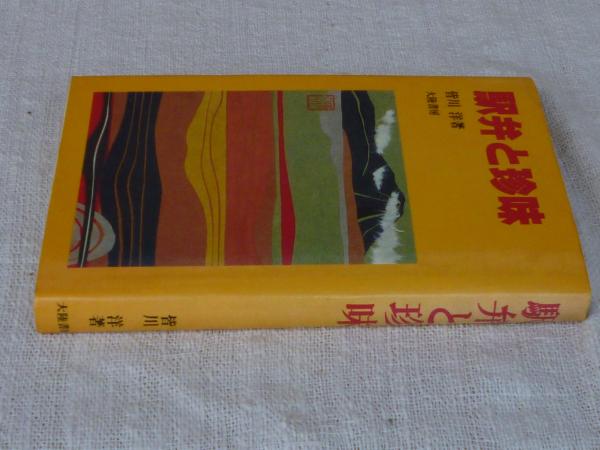 駅弁と珍味
皆川 洋著
大陸書房
駅弁と珍味
皆川 洋著
大陸書